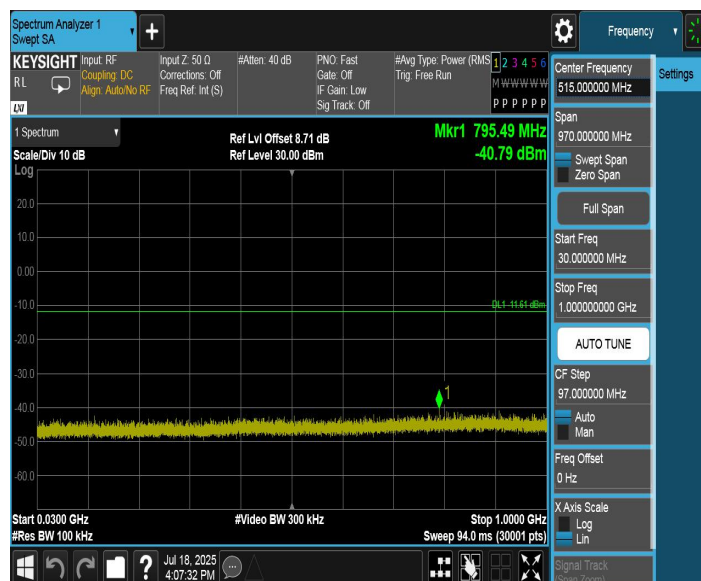 Spectrum Analyzer 1
Swept SA
+
Frequency
KEYSIGHT
RL
LXI
Input: RF
Coupling: DC
Align: Auto/No RF
Input Z: 50 Ω
Corrections: Off
Freq Ref: Int (S)
#Atten: 40 dB
PNO: Fast
Gate: Off
IF Gain: Low
Sig Track: Off
#Avg Type: Power (RMS
Trig: Free Run
1 2 3 4 5 6
M W W W W W
P P P P P P
1 Spectrum
Scale/Div 10 dB
Log
Ref Lvl Offset 8.71 dB
Ref Level 30.00 dBm
Mkr1 795.49 MHz
-40.79 dBm
20.0
10.0
0.00
-10.0
-20.0
-30.0
-40.0
-50.0
-60.0
DL1 -11.61 dBm
1
Start 0.0300 GHz
#Res BW 100 kHz
#Video BW 300 kHz
Stop 1.0000 GHz
Sweep 94.0 ms (30001 pts)
Center Frequency
515.000000 MHz
Settings
Span
970.000000 MHz
Swept Span
Zero Span
Full Span
Start Freq
30.000000 MHz
Stop Freq
1.000000000 GHz
AUTO TUNE
CF Step
97.000000 MHz
Auto
Man
Freq Offset
0 Hz
X Axis Scale
Log
Lin
Signal Track
(Span Zoom)
?
Jul 18, 2025
4:07:32 PM